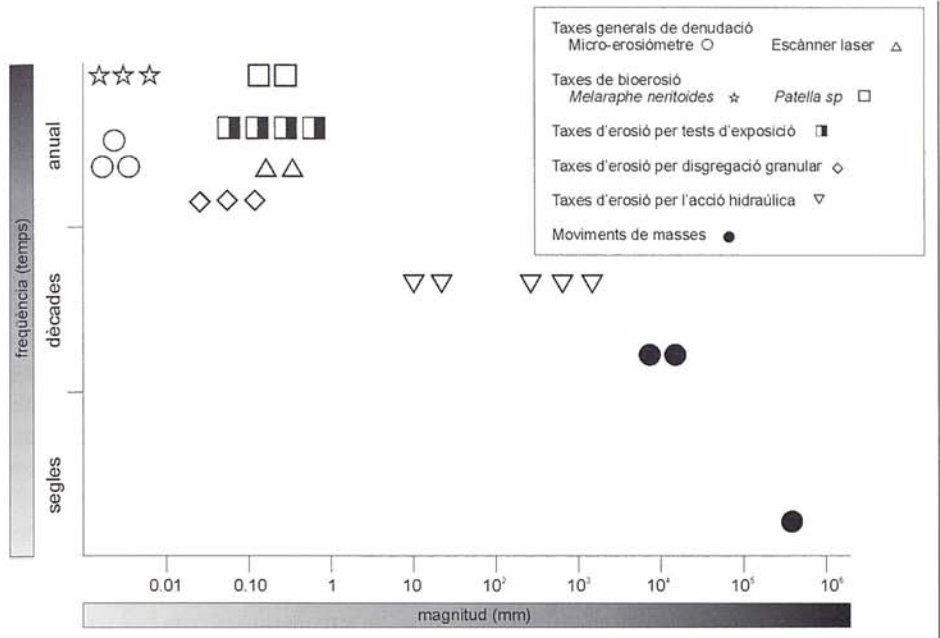 Taxes generals de denudació
Micro-erosiómetre Escànner laser
Taxes de bioerosió
Melaraphe neritoides Patella sp
Taxes d'erosió per tests d'exposició
Taxes d'erosió per disgregació granular
Taxes d'erosió per l'acció hidraúlica
Moviments de masses
freqüència (temps)
anual
dècades
segles
0.01 0.10 1 10 10² 10³ 10⁴ 10⁵ 10⁶
magnitud (mm)